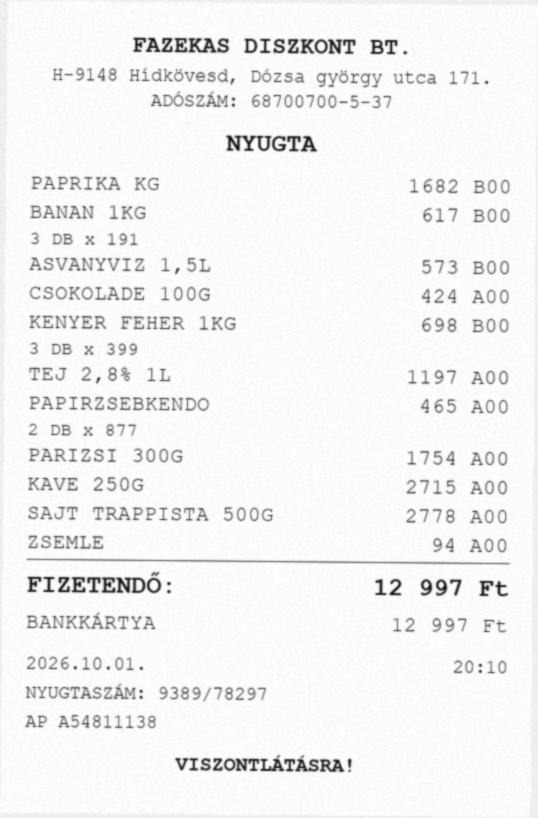 FAZEKAS DISZKONT BT.
H-9148 Hídkövesd, Dózsa györgy utca 171.
ADÓSZÁM: 68700700-5-37
NYUGTA
PAPRIKA KG 1682 B00
BANAN 1KG 617 B00
3 DB x 191
ASVANYVIZ 1,5L 573 B00
CSOKOLADE 100G 424 A00
KENYER FEHER 1KG 698 B00
3 DB x 399
TEJ 2,8% 1L 1197 A00
PAPIRZSEBKENDO 465 A00
2 DB x 877
PARIZSI 300G 1754 A00
KAVE 250G 2715 A00
SAJT TRAPPISTA 500G 2778 A00
ZSEMLE 94 A00
FIZETENDŐ: 12 997 Ft
BANKKÁRTYA 12 997 Ft
2026.10.01. 20:10
NYUGTASZÁM: 9389/78297
AP A54811138
VISZONTLÁTÁSRA!